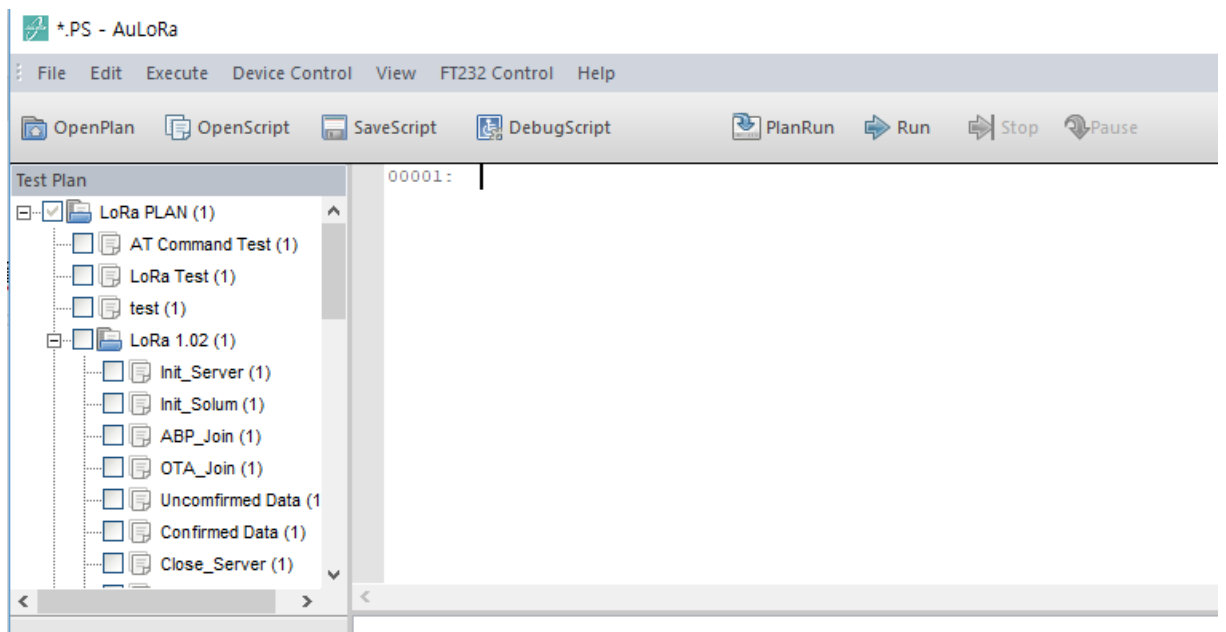 *.PS - AuLoRa
File Edit Execute Device Control View FT232 Control Help
OpenPlan OpenScript SaveScript DebugScript PlanRun Run Stop Pause
Test Plan
00001:
LoRa PLAN (1)
AT Command Test (1)
LoRa Test (1)
test (1)
LoRa 1.02 (1)
Init_Server (1)
Init_Solum (1)
ABP_Join (1)
OTA_Join (1)
Uncomfirmed Data (1
Confirmed Data (1)
Close_Server (1)